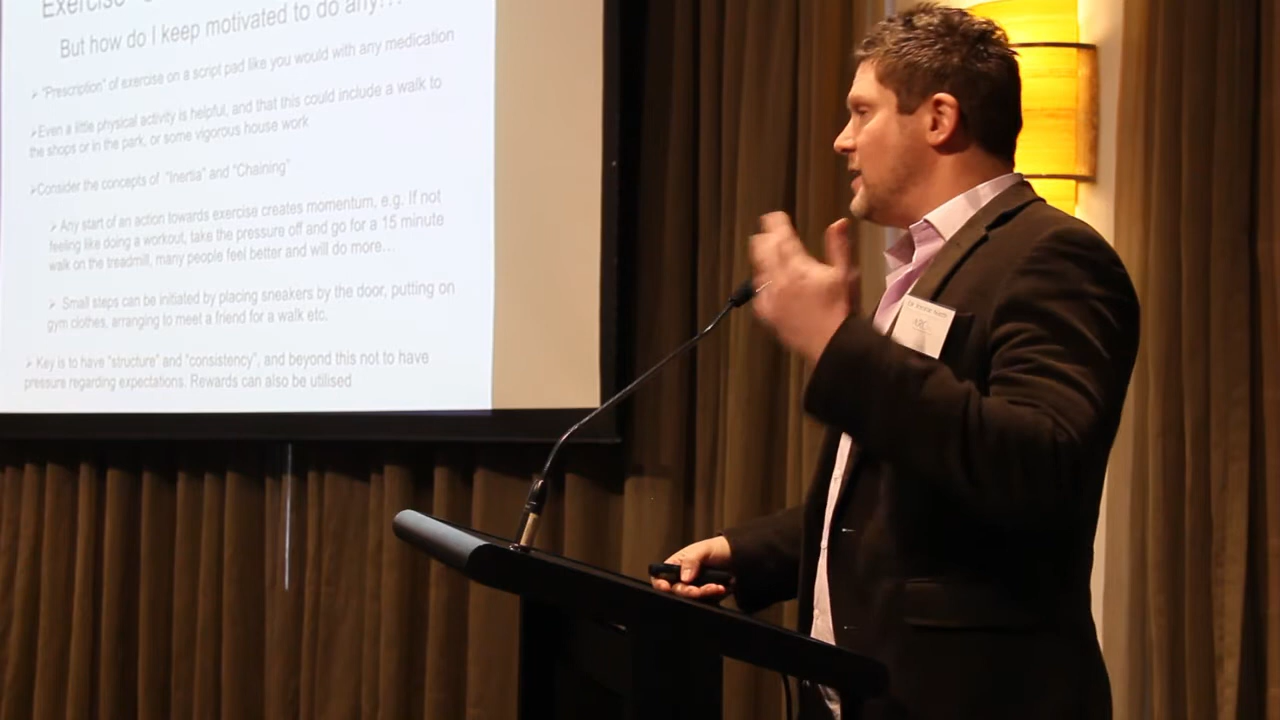 Exercise
But how do I keep motivated to do any…
➢ "Prescription" of exercise on a script pad like you would with any medication
➢Even a little physical activity is helpful, and that this could include a walk to
the shops or in the park, or some vigorous house work
➢Consider the concepts of "Inertia" and "Chaining"
➢ Any start of an action towards exercise creates momentum, e.g. If not
feeling like doing a workout, take the pressure off and go for a 15 minute
walk on the treadmill, many people feel better and will do more…
➢ Small steps can be initiated by placing sneakers by the door, putting on
gym clothes, arranging to meet a friend for a walk etc.
➢ Key is to have "structure" and "consistency", and beyond this not to have
pressure regarding expectations. Rewards can also be utilised
Dr